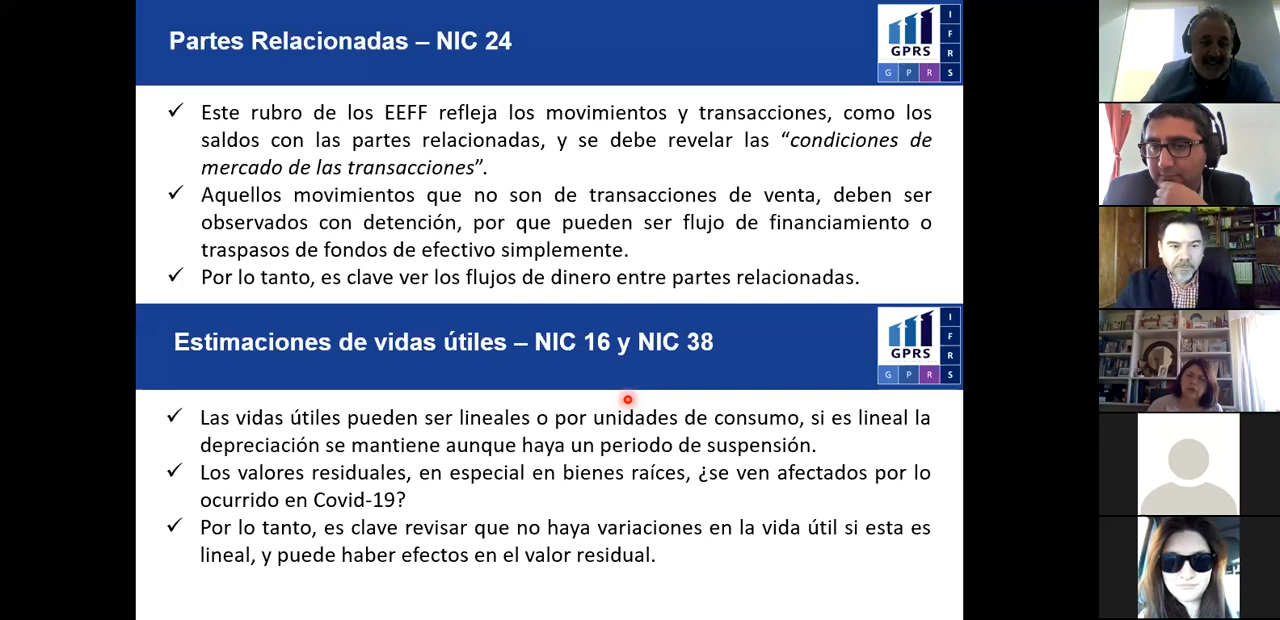 Partes Relacionadas – NIC 24
GPRS
I
F
R
G P R S
Este rubro de los EEFF refleja los movimientos y transacciones, como los
saldos con las partes relacionadas, y se debe revelar las “condiciones de
mercado de las transacciones”.
Aquellos movimientos que no son de transacciones de venta, deben ser
observados con detención, por que pueden ser flujo de financiamiento o
traspasos de fondos de efectivo simplemente.
Por lo tanto, es clave ver los flujos de dinero entre partes relacionadas.
Estimaciones de vidas útiles – NIC 16 y NIC 38
GPRS
I
F
R
G P R S
Las vidas útiles pueden ser lineales o por unidades de consumo, si es lineal la
depreciación se mantiene aunque haya un periodo de suspensión.
Los valores residuales, en especial en bienes raíces, ¿se ven afectados por lo
ocurrido en Covid-19?
Por lo tanto, es clave revisar que no haya variaciones en la vida útil si esta es
lineal, y puede haber efectos en el valor residual.